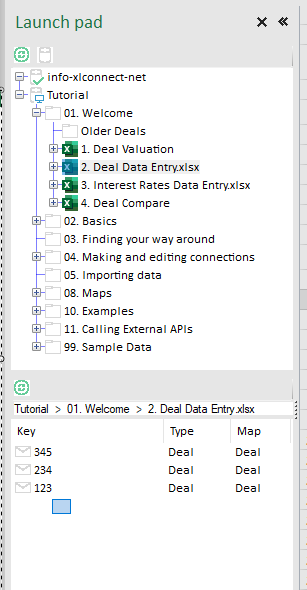 Launch pad
info-xlconnect-net
Tutorial
01. Welcome
Older Deals
1. Deal Valuation
2. Deal Data Entry.xlsx
3. Interest Rates Data Entry.xlsx
4. Deal Compare
02. Basics
03. Finding your way around
04. Making and editing connections
05. Importing data
08. Maps
10. Examples
11. Calling External APIs
99. Sample Data
Tutorial > 01. Welcome > 2. Deal Data Entry.xlsx
Key Type Map
345 Deal Deal
234 Deal Deal
123 Deal Deal